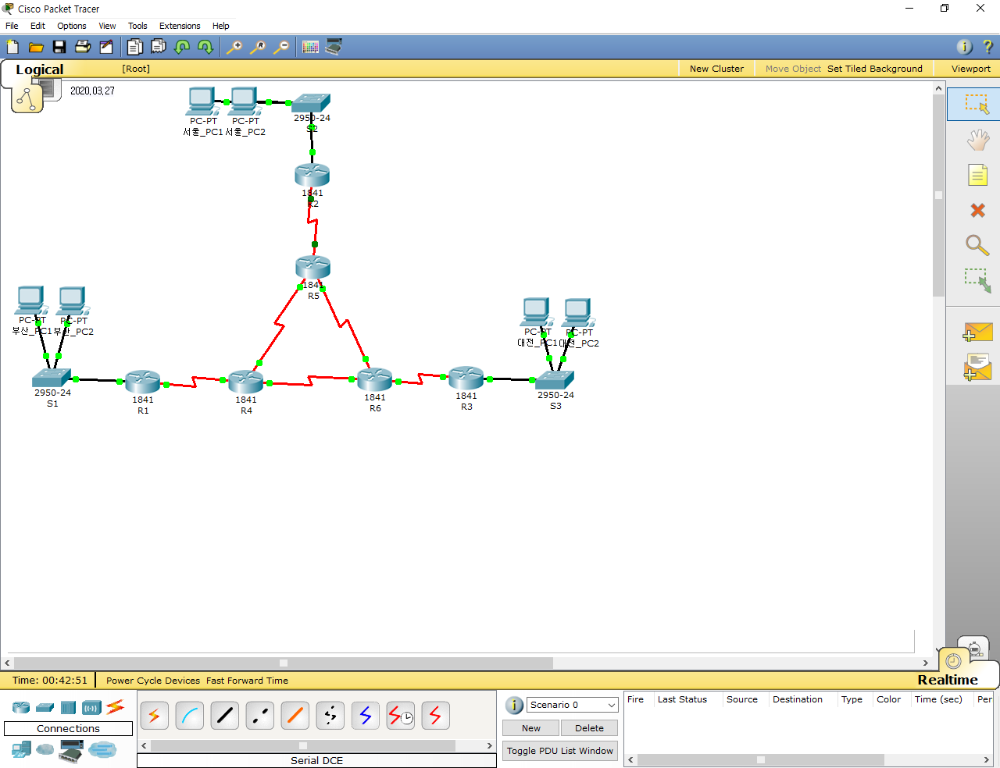 Cisco Packet Tracer
File Edit Options View Tools Extensions Help
Logical [Root] New Cluster Move Object Set Tiled Background Viewport
2020,03,27
PC-PT PC-PT 2950-24
서울_PC1 서울_PC2 S2
1841
R2
1841
R5
PC-PT PC-PT
부산_PC1 부산_PC2
PC-PT PC-PT
대전_PC1 대전_PC2
2950-24
S1
1841
R1
1841
R4
1841
R6
1841
R3
2950-24
S3
Time: 00:42:51 Power Cycle Devices Fast Forward Time Realtime
Connections
Serial DCE
Scenario 0
New Delete
Toggle PDU List Window
Fire Last Status Source Destination Type Color Time (sec) Per